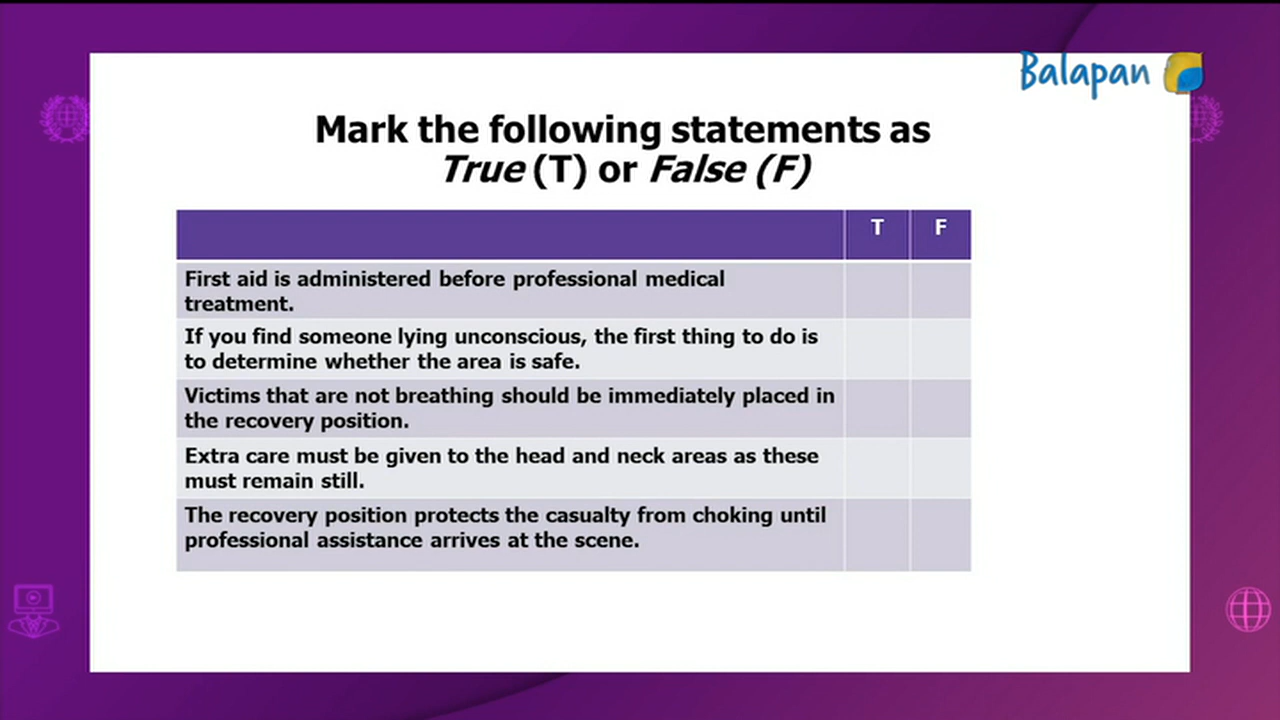 Balapan
Mark the following statements as
True (T) or False (F)
T F
First aid is administered before professional medical
treatment.
If you find someone lying unconscious, the first thing to do is
to determine whether the area is safe.
Victims that are not breathing should be immediately placed in
the recovery position.
Extra care must be given to the head and neck areas as these
must remain still.
The recovery position protects the casualty from choking until
professional assistance arrives at the scene.